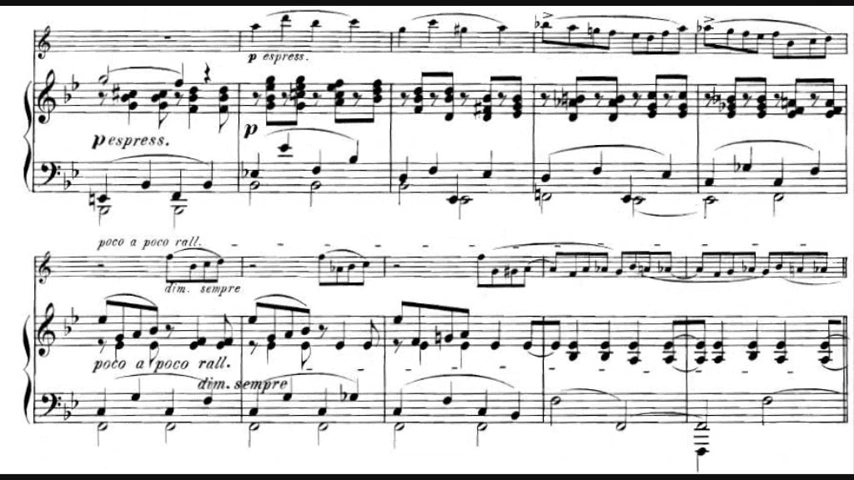 p espress.
p espress.
p
poco a poco rall.
dim. sempre
poco a poco rall.
dim. sempre